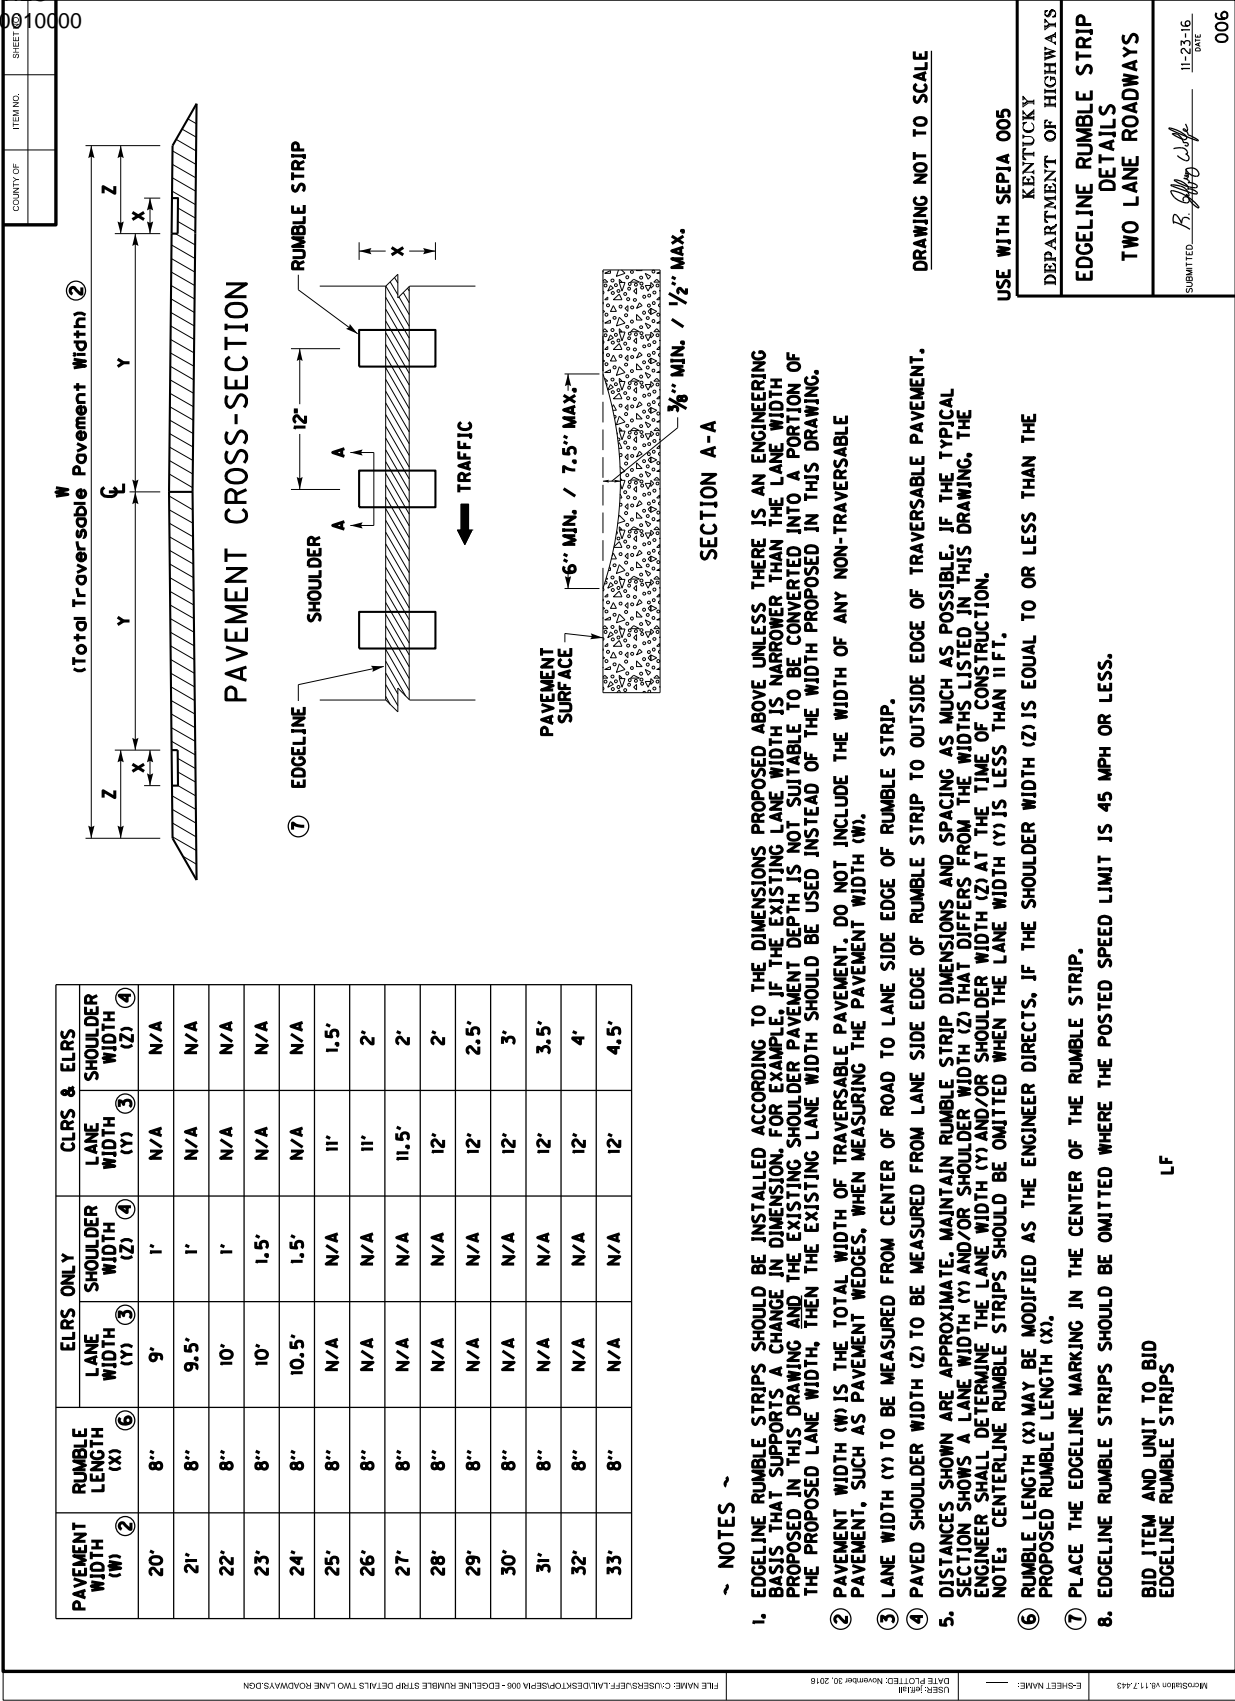 0010000
COUNTY OF
ITEM NO.
SHEET NO.
PAVEMENT WIDTH (W) ②
RUMBLE LENGTH (X) ⑥
ELRS ONLY
CLRS & ELRS
LANE WIDTH (Y) ③
SHOULDER WIDTH (Z) ④
LANE WIDTH (Y) ③
SHOULDER WIDTH (Z) ④
20' 8'' 9' 1' N/A N/A
21' 8'' 9.5' 1' N/A N/A
22' 8'' 10' 1' N/A N/A
23' 8'' 10' 1.5' N/A N/A
24' 8'' 10.5' 1.5' N/A N/A
25' 8'' N/A N/A 11' 1.5'
26' 8'' N/A N/A 11' 2'
27' 8'' N/A N/A 11.5' 2'
28' 8'' N/A N/A 12' 2'
29' 8'' N/A N/A 12' 2.5'
30' 8'' N/A N/A 12' 3'
31' 8'' N/A N/A 12' 3.5'
32' 8'' N/A N/A 12' 4'
33' 8'' N/A N/A 12' 4.5'
W
(Total Traversable Pavement Width) ②
Z
X
Y
℄
Y
Z
X
PAVEMENT CROSS-SECTION
⑦ EDGELINE
SHOULDER
RUMBLE STRIP
12"
A A
X
TRAFFIC
PAVEMENT
SURFACE
6'' MIN. / 7.5'' MAX.
3/8'' MIN. / 1/2'' MAX.
SECTION A-A
~ NOTES ~
1. EDGELINE RUMBLE STRIPS SHOULD BE INSTALLED ACCORDING TO THE DIMENSIONS PROPOSED ABOVE UNLESS THERE IS AN ENGINEERING
BASIS THAT SUPPORTS A CHANGE IN DIMENSION. FOR EXAMPLE, IF THE EXISTING LANE WIDTH IS NARROWER THAN THE LANE WIDTH
PROPOSED IN THIS DRAWING AND THE EXISTING SHOULDER PAVEMENT DEPTH IS NOT SUITABLE TO BE CONVERTED INTO A PORTION OF
THE PROPOSED LANE WIDTH, THEN THE EXISTING LANE WIDTH SHOULD BE USED INSTEAD OF THE WIDTH PROPOSED IN THIS DRAWING.
② PAVEMENT WIDTH (W) IS THE TOTAL WIDTH OF TRAVERSABLE PAVEMENT. DO NOT INCLUDE THE WIDTH OF ANY NON-TRAVERSABLE
PAVEMENT, SUCH AS PAVEMENT WEDGES, WHEN MEASURING THE PAVEMENT WIDTH (W).
③ LANE WIDTH (Y) TO BE MEASURED FROM CENTER OF ROAD TO LANE SIDE EDGE OF RUMBLE STRIP.
④ PAVED SHOULDER WIDTH (Z) TO BE MEASURED FROM LANE SIDE EDGE OF RUMBLE STRIP TO OUTSIDE EDGE OF TRAVERSABLE PAVEMENT.
5. DISTANCES SHOWN ARE APPROXIMATE. MAINTAIN RUMBLE STRIP DIMENSIONS AND SPACING AS MUCH AS POSSIBLE. IF THE TYPICAL
SECTION SHOWS A LANE WIDTH (Y) AND/OR SHOULDER WIDTH (Z) THAT DIFFERS FROM THE WIDTHS LISTED IN THIS DRAWING, THE
ENGINEER SHALL DETERMINE THE LANE WIDTH (Y) AND/OR SHOULDER WIDTH (Z) AT THE TIME OF CONSTRUCTION.
NOTE: CENTERLINE RUMBLE STRIPS SHOULD BE OMITTED WHEN THE LANE WIDTH (Y) IS LESS THAN 11 FT.
⑥ RUMBLE LENGTH (X) MAY BE MODIFIED AS THE ENGINEER DIRECTS, IF THE SHOULDER WIDTH (Z) IS EQUAL TO OR LESS THAN THE
PROPOSED RUMBLE LENGTH (X).
⑦ PLACE THE EDGELINE MARKING IN THE CENTER OF THE RUMBLE STRIP.
8. EDGELINE RUMBLE STRIPS SHOULD BE OMITTED WHERE THE POSTED SPEED LIMIT IS 45 MPH OR LESS.
BID ITEM AND UNIT TO BID
EDGELINE RUMBLE STRIPS LF
DRAWING NOT TO SCALE
USE WITH SEPIA 005
KENTUCKY
DEPARTMENT OF HIGHWAYS
EDGELINE RUMBLE STRIP
DETAILS
TWO LANE ROADWAYS
SUBMITTED R. Jeffrey Wolfe 11-23-16
DATE
006
MicroStation v8.11.7.443
E-SHEET NAME:
USER: jeff.lail
DATE PLOTTED: November 30, 2016
FILE NAME: C:\USERS\JEFF.LAIL\DESKTOP\SEPIA 006 - EDGELINE RUMBLE STRIP DETAILS TWO LANE ROADWAYS.DGN